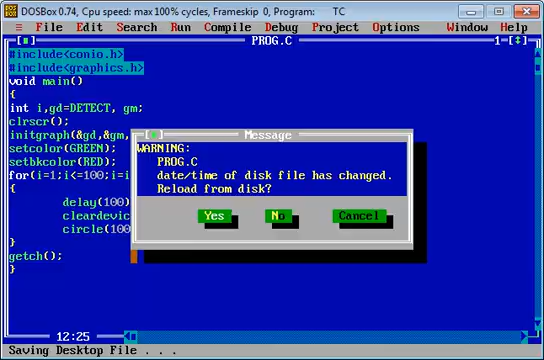 DOSBox 0.74, Cpu speed: max 100% cycles, Frameskip 0, Program: TC
≡ File Edit Search Run Compile Debug Project Options Window Help
[■] PROG.C 1=[↕]
#include<conio.h>
#include<graphics.h>
void main()
{
int i,gd=DETECT, gm;
clrscr();
initgraph(&gd,&gm,
setcolor(GREEN);
setbkcolor(RED);
for(i=1;i<=100;i=i
{
delay(100)
cleardevic
circle(100
}
getch();
}
Message
WARNING:
PROG.C
date/time of disk file has changed.
Reload from disk?
Yes No Cancel
12:25
Saving Desktop File . . .